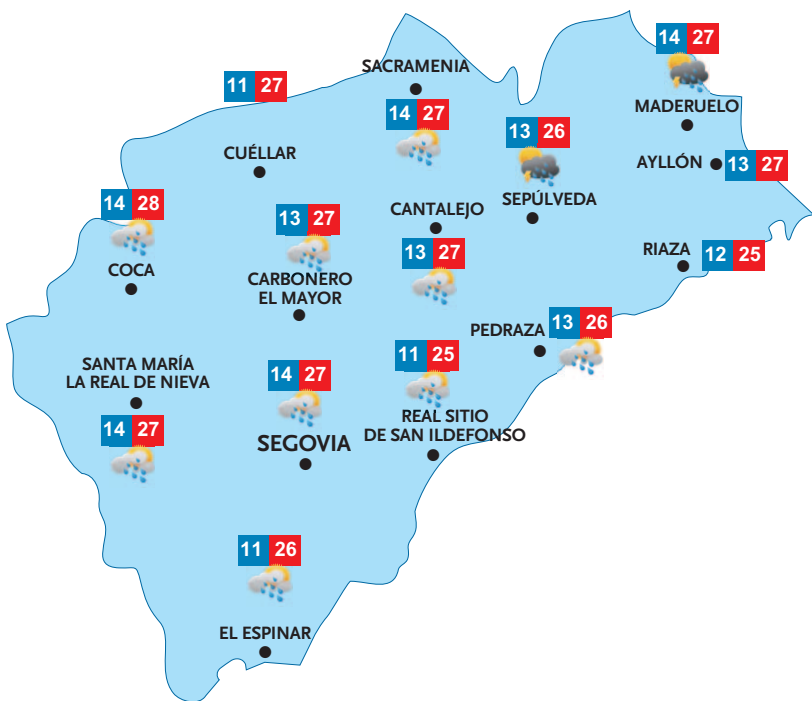 14 27
MADERUELO
SACRAMENIA
14 27
11 27
CUÉLLAR
13 26
SEPÚLVEDA
AYLLÓN 13 27
14 28
COCA
13 27
CARBONERO
EL MAYOR
CANTALEJO
13 27
RIAZA 12 25
PEDRAZA 13 26
SANTA MARÍA
LA REAL DE NIEVA
14 27
14 27
SEGOVIA
11 25
REAL SITIO
DE SAN ILDEFONSO
11 26
EL ESPINAR